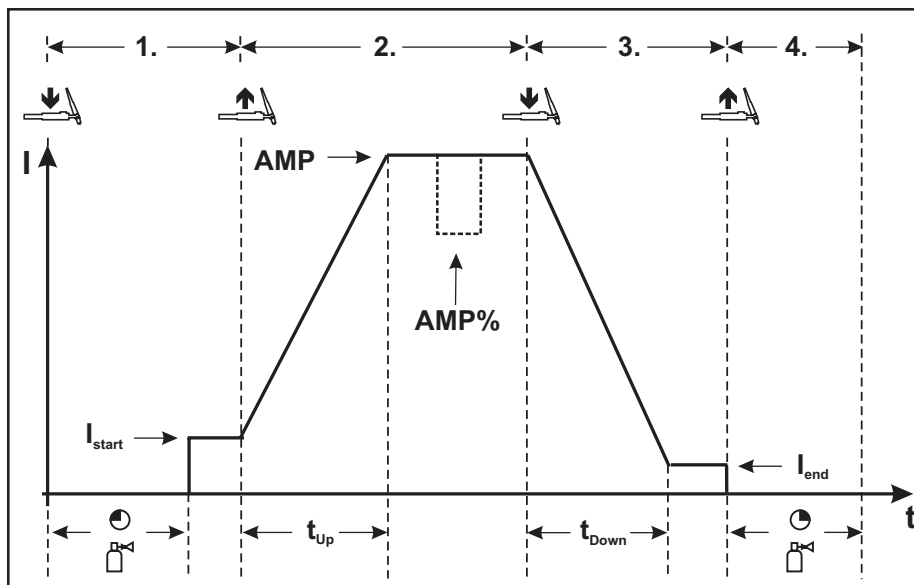 1. 2. 3. 4.
I
AMP
AMP%
Istart
Iend
t
tUp
tDown